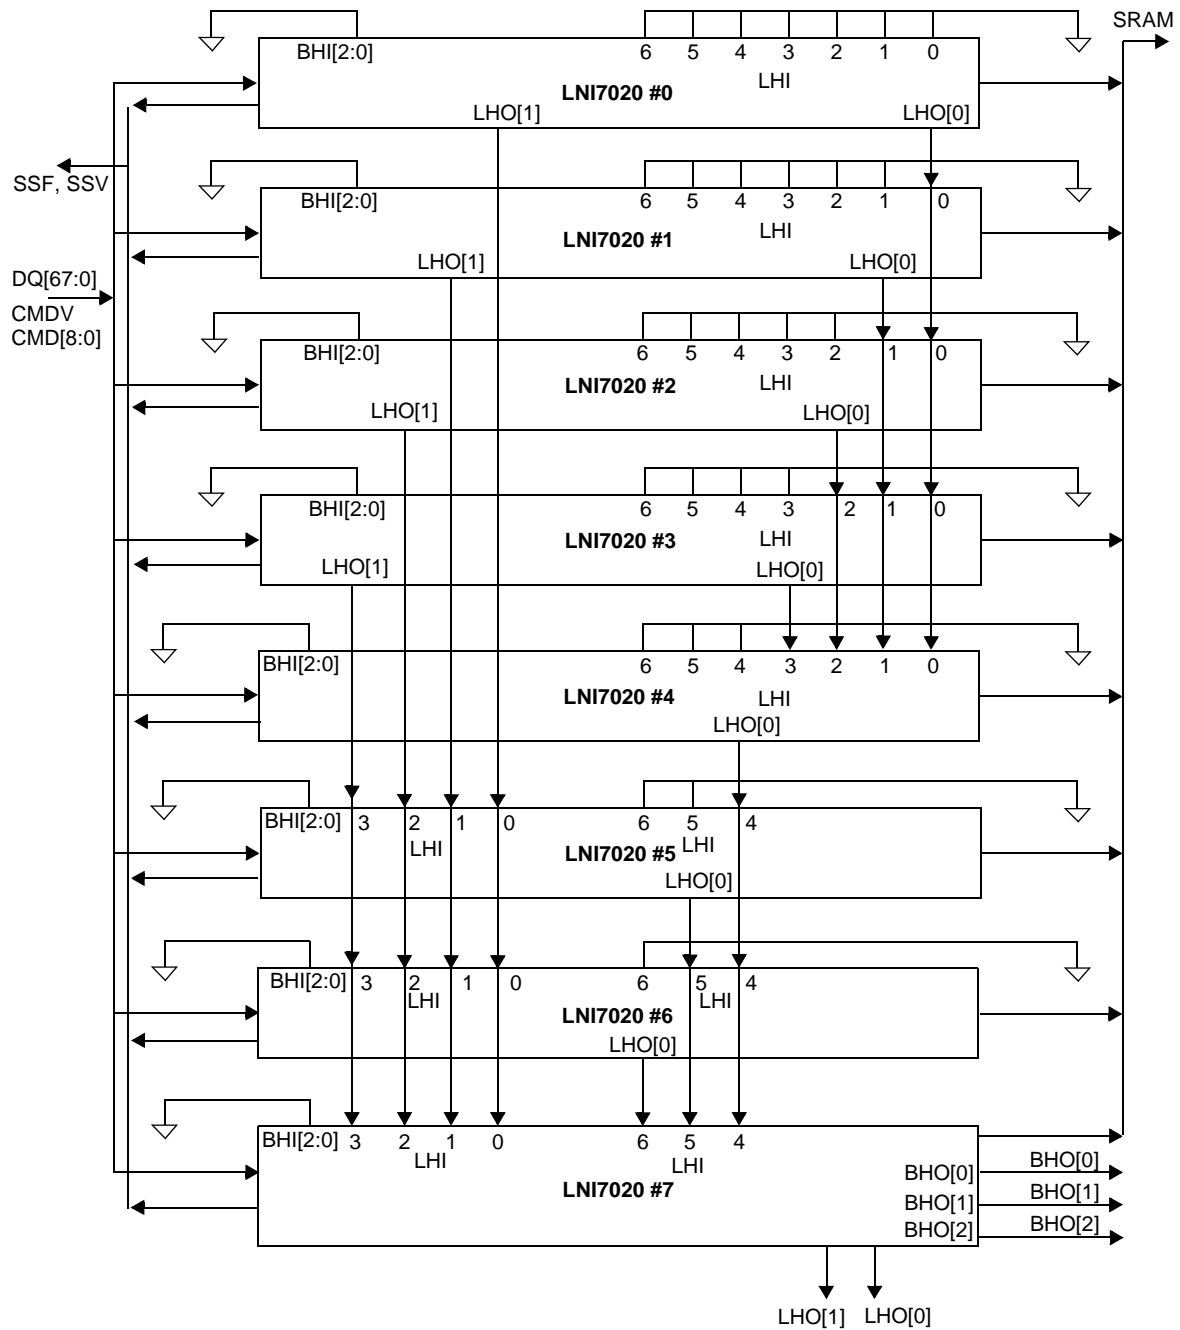 SRAM
BHI[2:0] 6 5 4 3 2 1 0
LHI
LNI7020 #0
LHO[1] LHO[0]
SSF, SSV
BHI[2:0] 6 5 4 3 2 1 0
LHI
LNI7020 #1
LHO[1] LHO[0]
DQ[67:0]
CMDV
CMD[8:0]
BHI[2:0] 6 5 4 3 2 1 0
LHI
LNI7020 #2
LHO[1] LHO[0]
BHI[2:0] 6 5 4 3 2 1 0
LHI
LNI7020 #3
LHO[1] LHO[0]
BHI[2:0] 6 5 4 3 2 1 0
LHI
LNI7020 #4
LHO[0]
BHI[2:0] 3 2 1 0 6 5 4
LHI LHI
LNI7020 #5
LHO[0]
BHI[2:0] 3 2 1 0 6 5 4
LHI LHI
LNI7020 #6
LHO[0]
BHI[2:0] 3 2 1 0 6 5 4
LHI LHI
LNI7020 #7
BHO[0] BHO[0]
BHO[1] BHO[1]
BHO[2] BHO[2]
LHO[1] LHO[0]